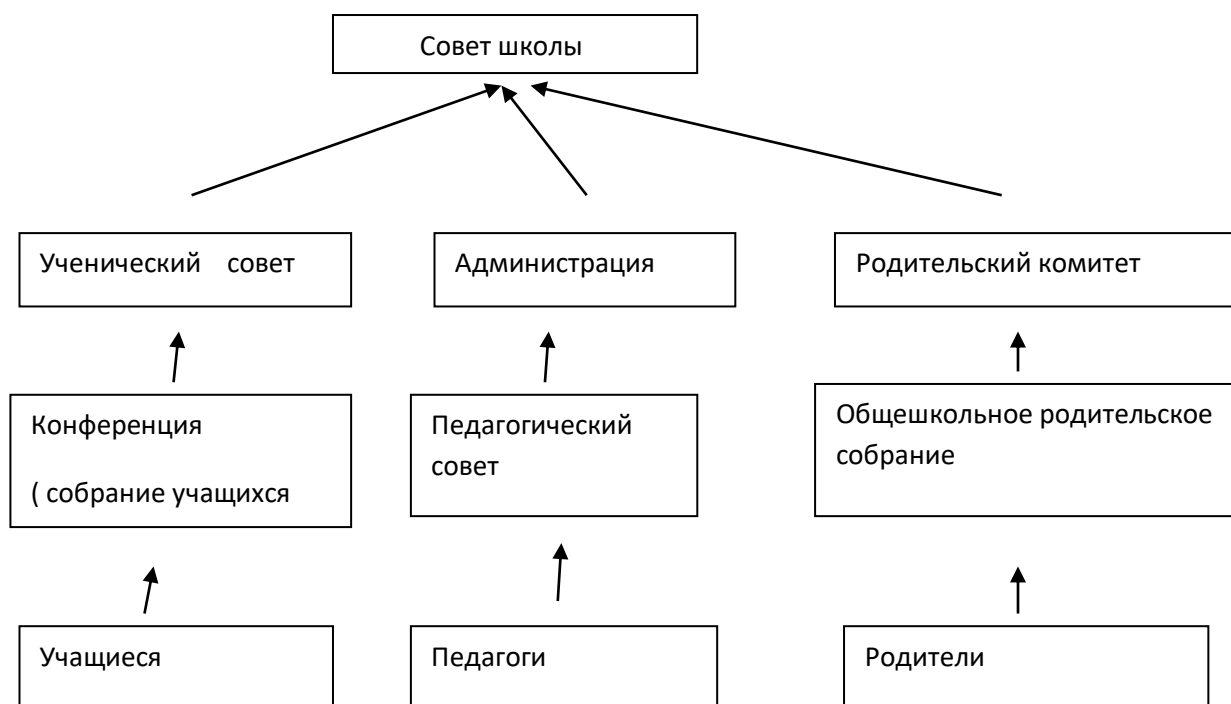 Совет школы
Ученический совет
Администрация
Родительский комитет
Конференция
( собрание учащихся
Педагогический
совет
Общешкольное родительское
собрание
Учащиеся
Педагоги
Родители